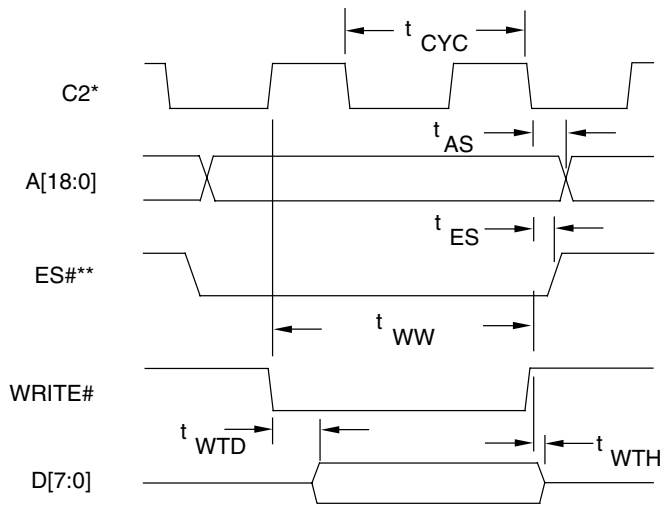 t CYC
C2*
t AS
A[18:0]
t ES
ES#**
t WW
WRITE#
t WTD
t WTH
D[7:0]